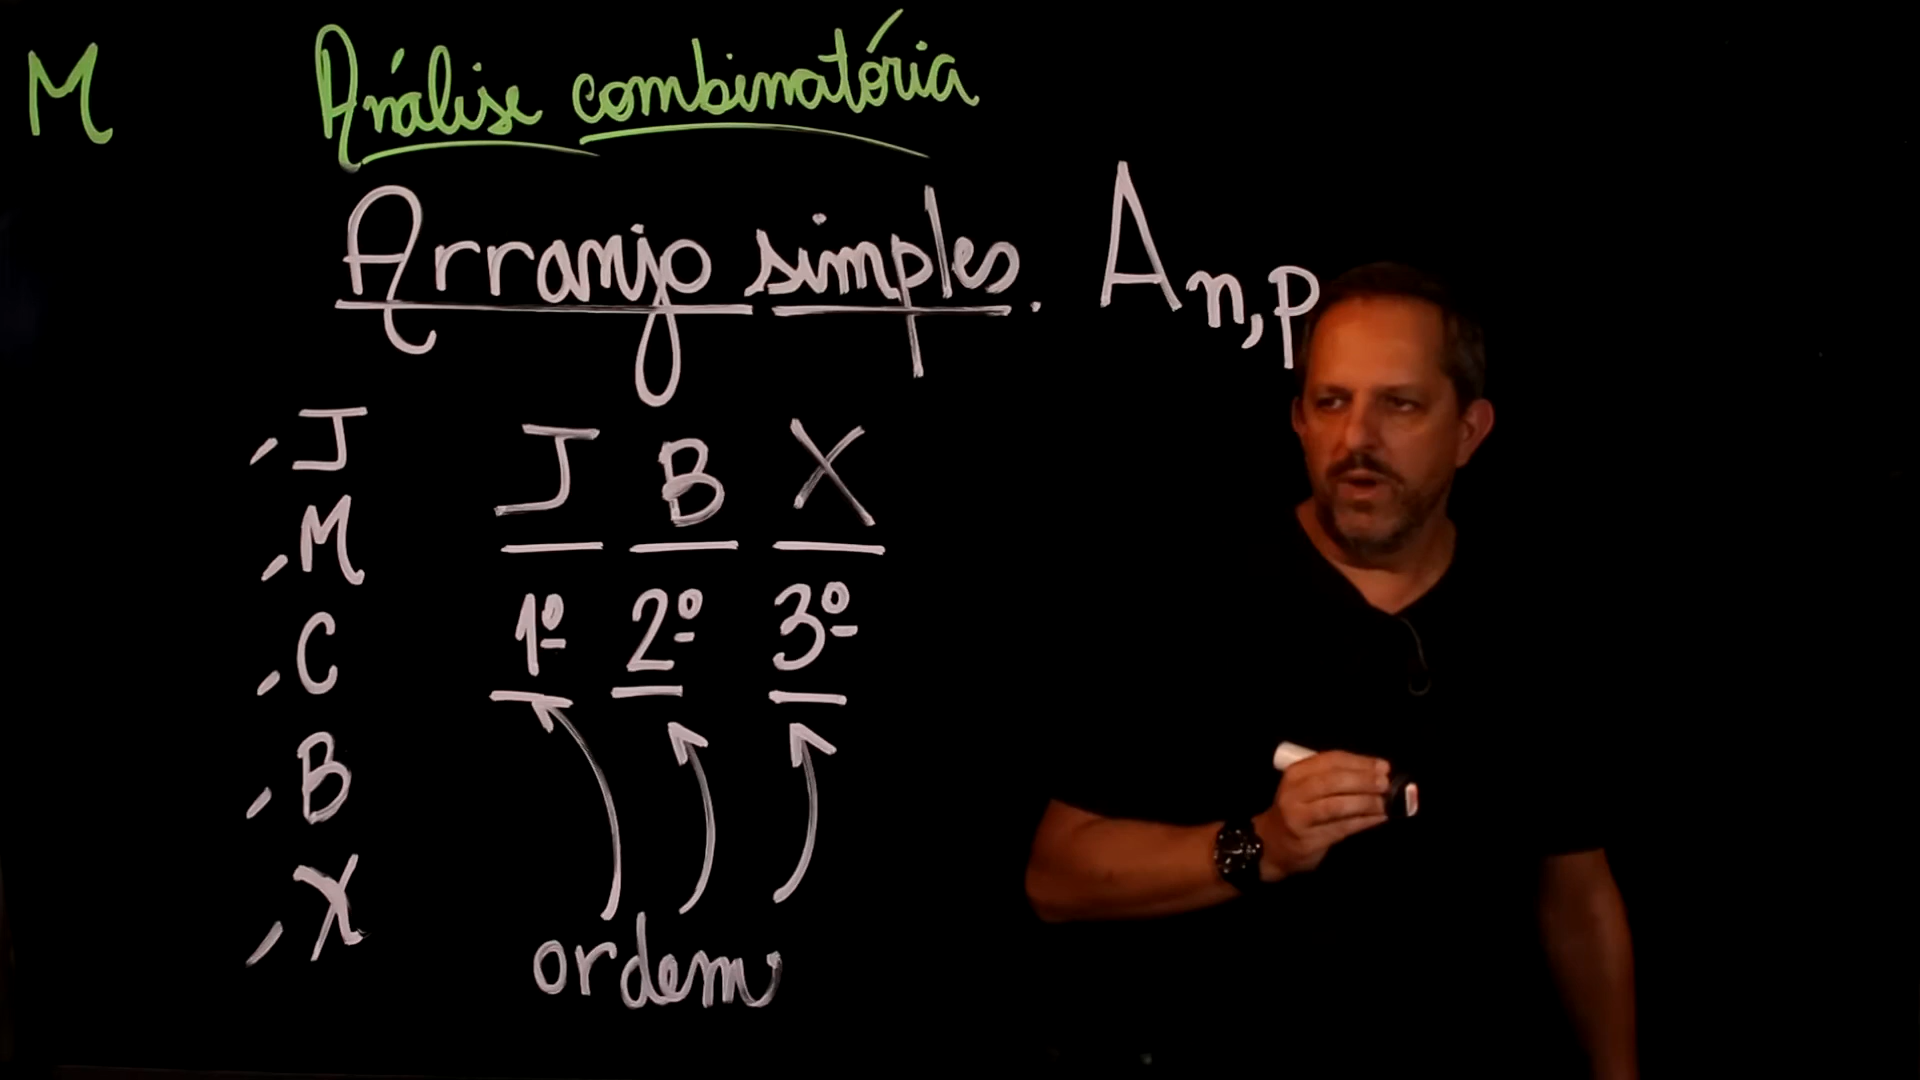 M Análise combinatória
Arranjo simples. An,p
J J B X
M
C 1º 2º 3º
B
X
ordem